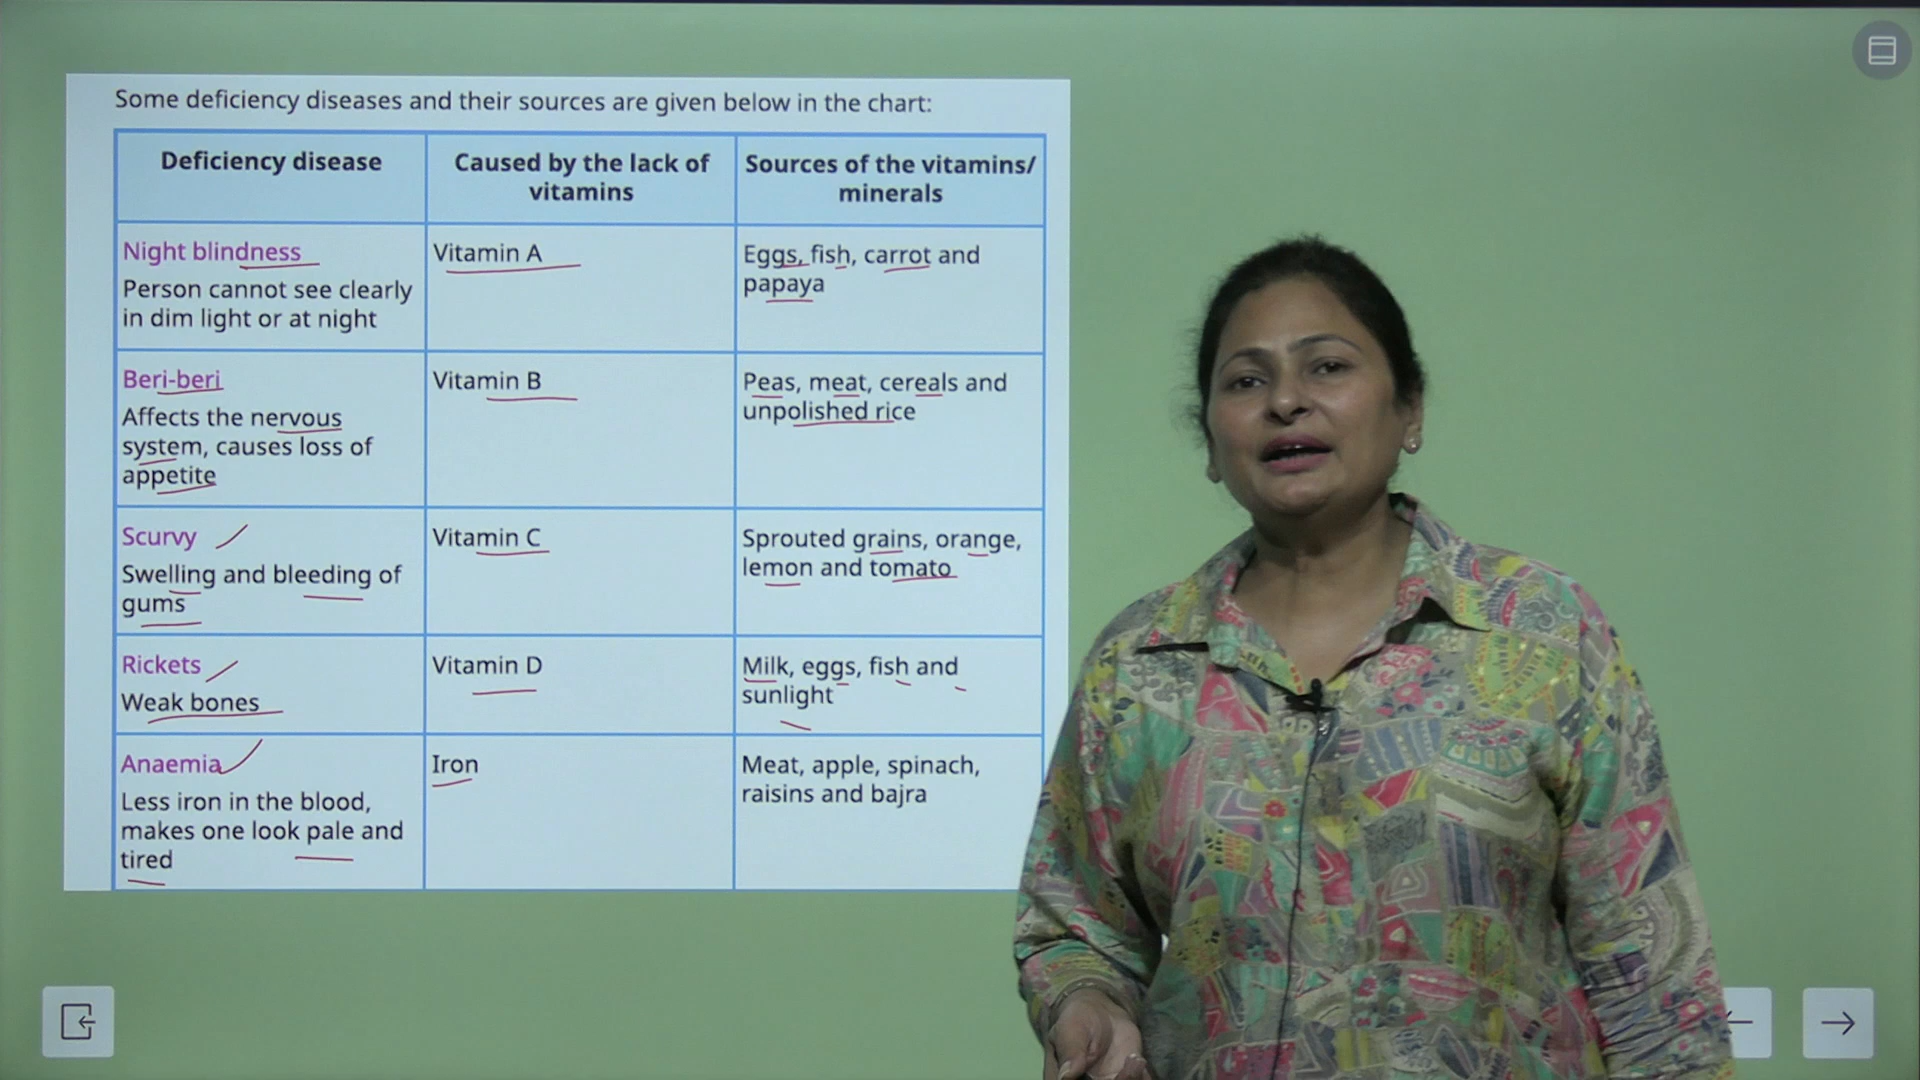 Some deficiency diseases and their sources are given below in the chart:
Deficiency disease
Caused by the lack of
vitamins
Sources of the vitamins/
minerals
Night blindness
Person cannot see clearly
in dim light or at night
Vitamin A
Eggs, fish, carrot and
papaya
Beri-beri
Affects the nervous
system, causes loss of
appetite
Vitamin B
Peas, meat, cereals and
unpolished rice
Scurvy
Swelling and bleeding of
gums
Vitamin C
Sprouted grains, orange,
lemon and tomato
Rickets
Weak bones
Vitamin D
Milk, eggs, fish and
sunlight
Anaemia
Less iron in the blood,
makes one look pale and
tired
Iron
Meat, apple, spinach,
raisins and bajra